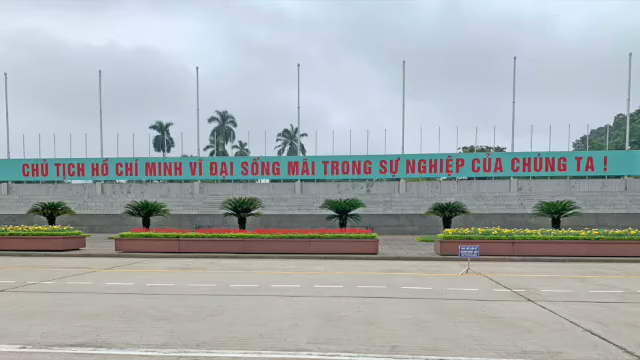 CHỦ TỊCH HỒ CHÍ MINH VĨ ĐẠI SỐNG MÃI TRONG SỰ NGHIỆP CỦA CHÚNG TA !